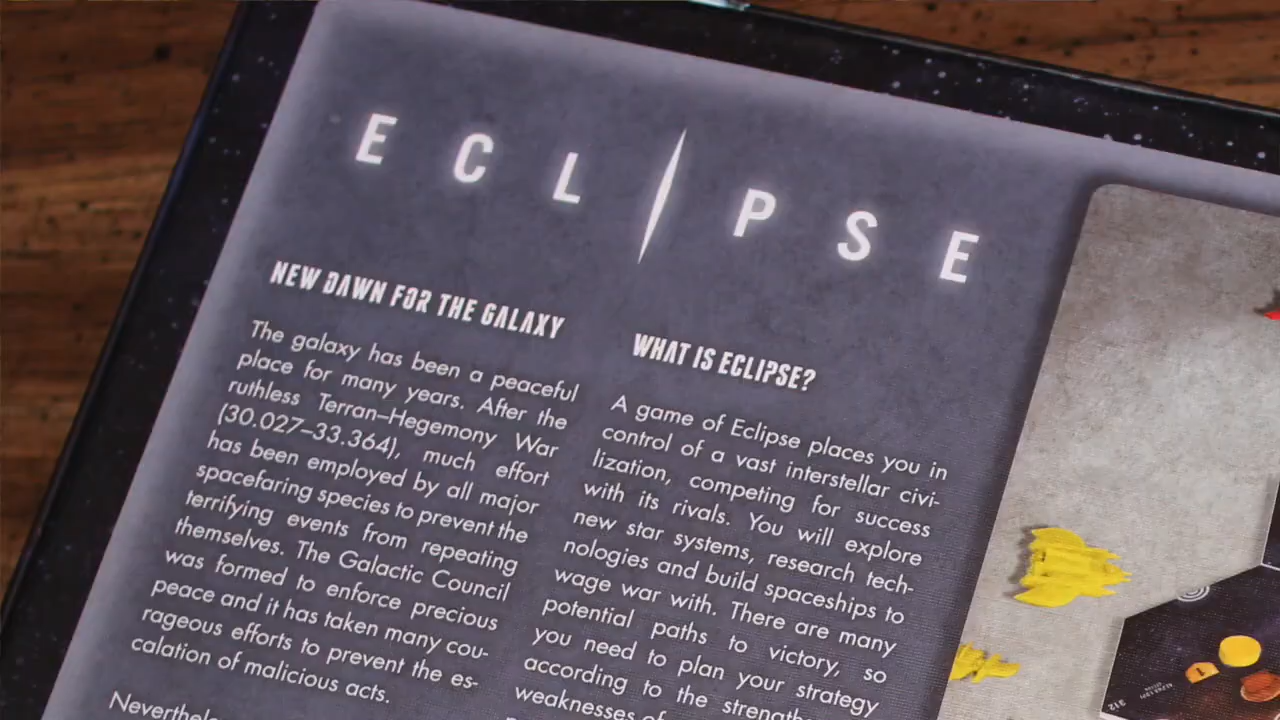 ECLIPSE
NEW DAWN FOR THE GALAXY
The galaxy has been a peaceful
place for many years. After the
ruthless Terran–Hegemony War
(30.027–33.364), much effort
has been employed by all major
spacefaring species to prevent the
terrifying events from repeating
themselves. The Galactic Council
was formed to enforce precious
peace and it has taken many cou-
rageous efforts to prevent the es-
calation of malicious acts.
WHAT IS ECLIPSE?
A game of Eclipse places you in
control of a vast interstellar civi-
lization, competing for success
with its rivals. You will explore
new star systems, research tech-
nologies and build spaceships to
wage war with. There are many
potential paths to victory, so
you need to plan your strategy
according to the strengths
weaknesses of
1
212